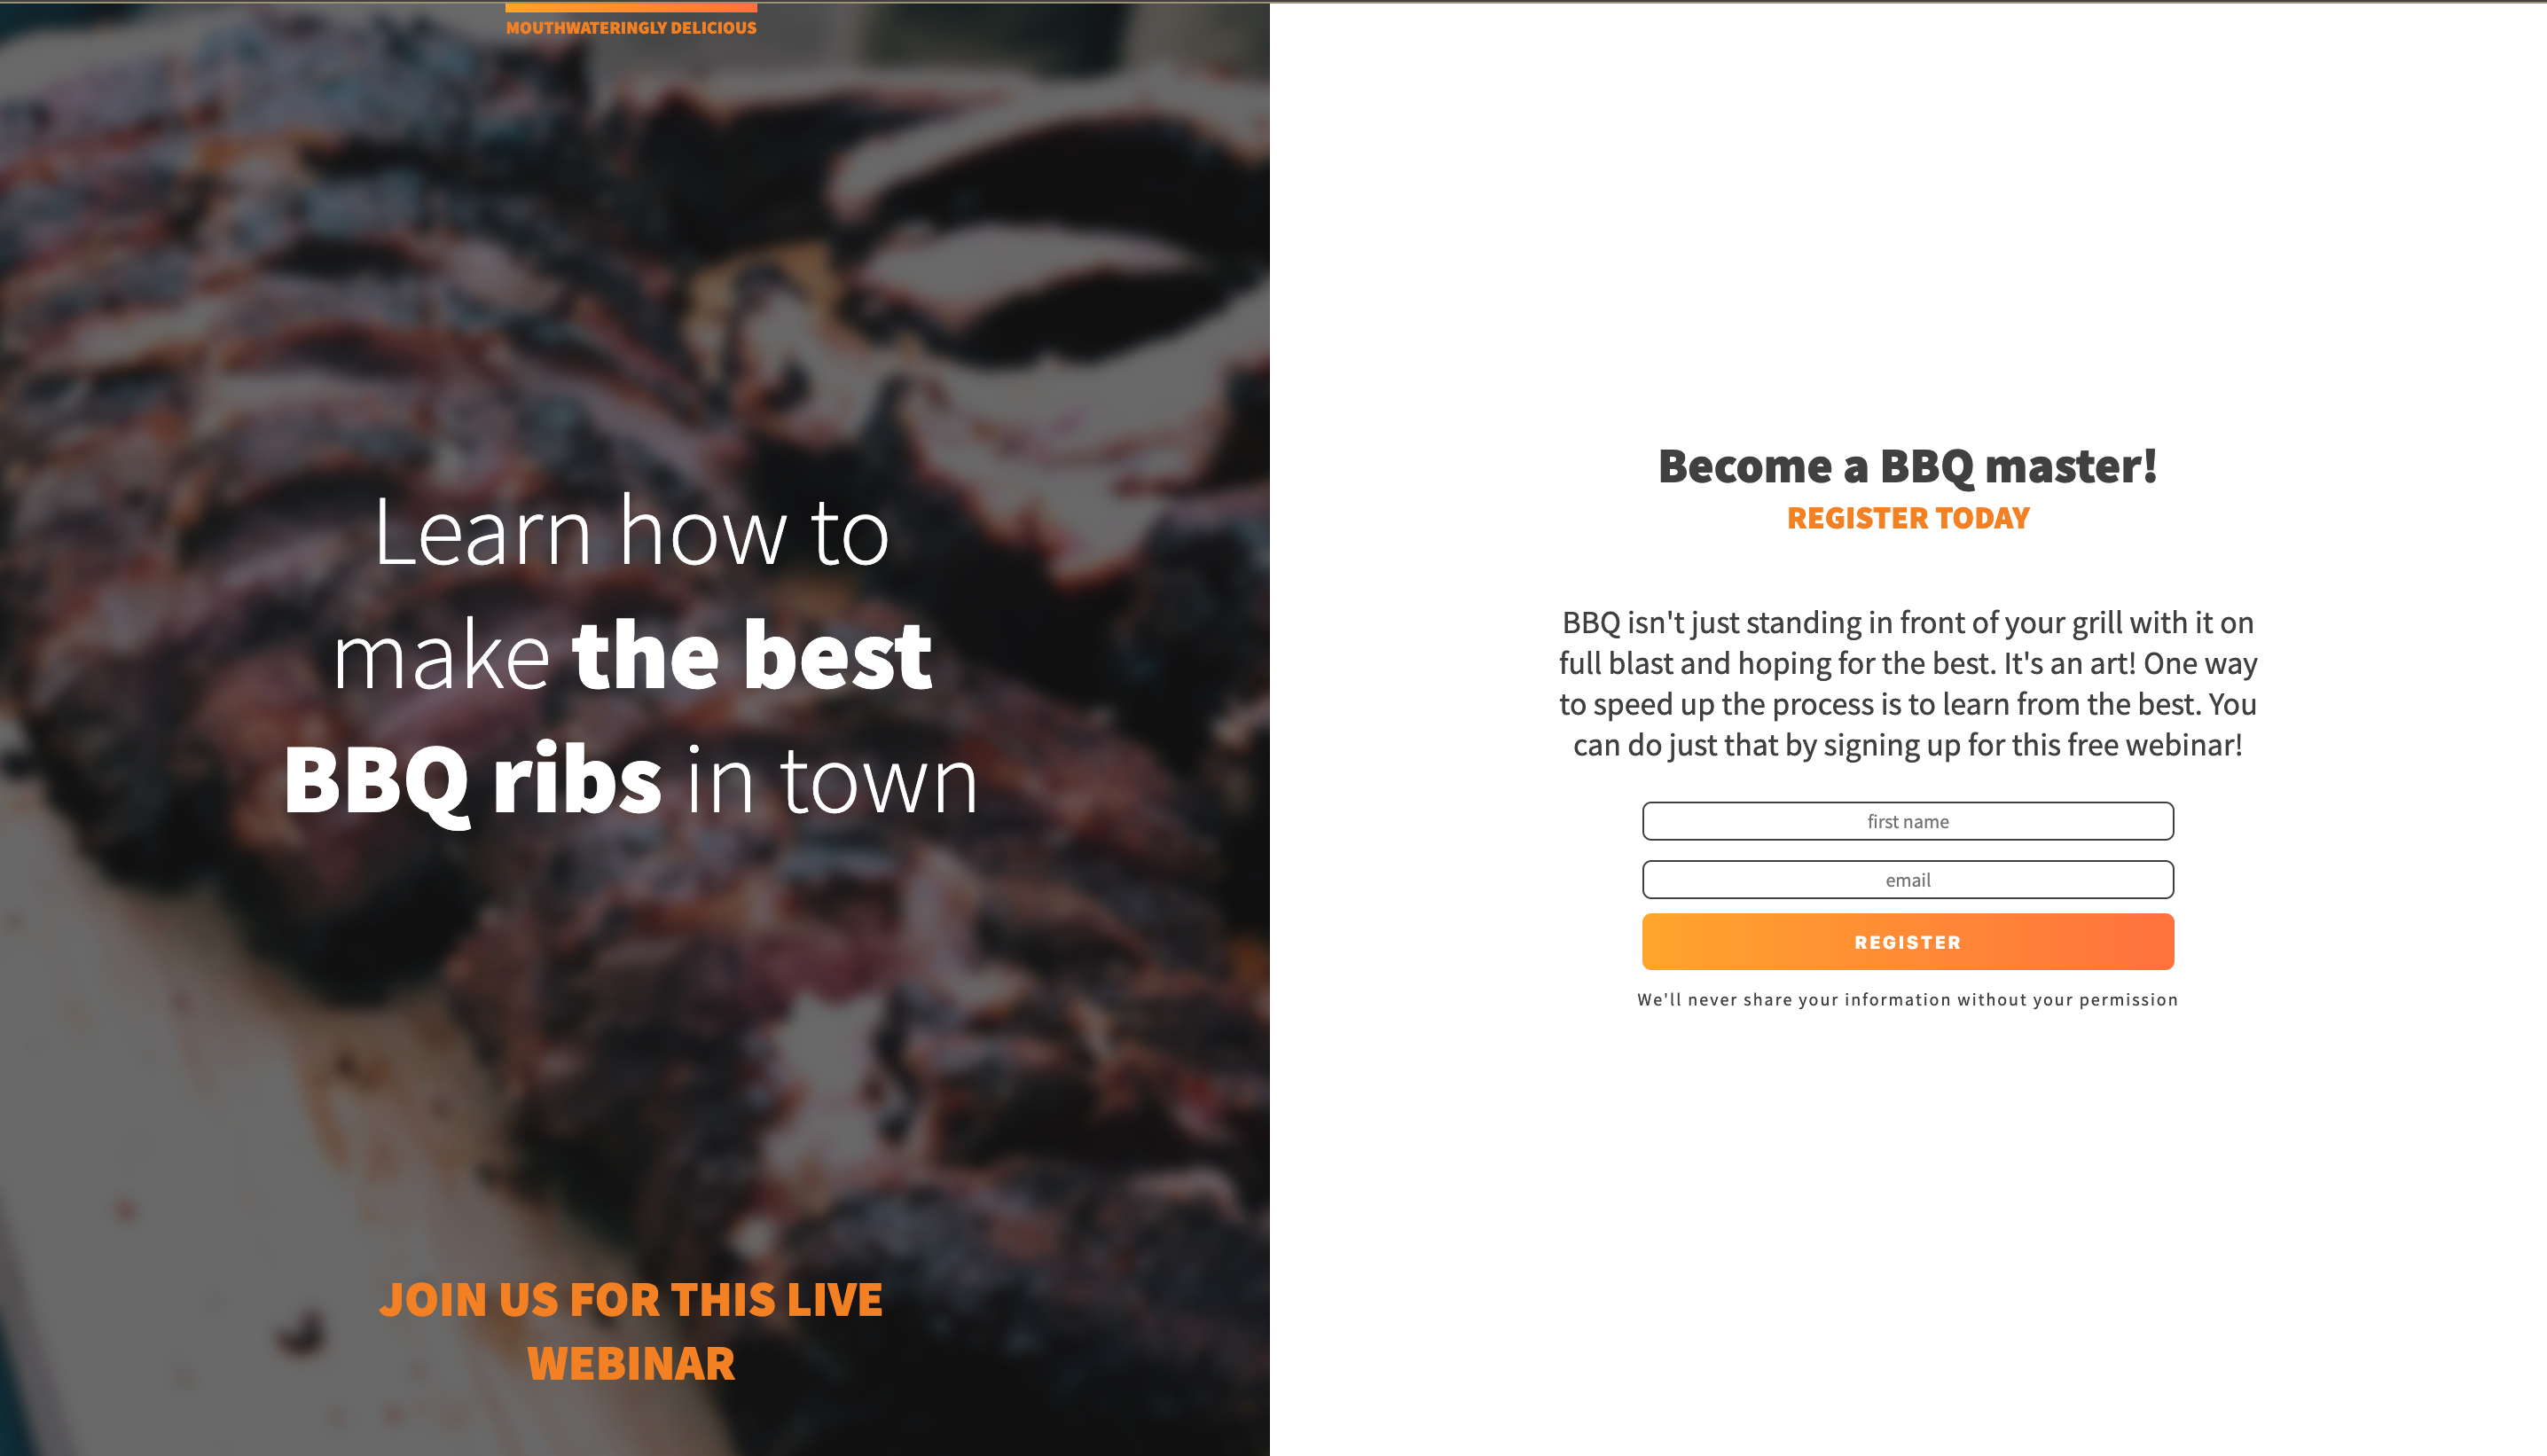 MOUTHWATERINGLY DELICIOUS
Learn how to
make the best
BBQ ribs in town
JOIN US FOR THIS LIVE
WEBINAR
Become a BBQ master!
REGISTER TODAY
BBQ isn't just standing in front of your grill with it on
full blast and hoping for the best. It's an art! One way
to speed up the process is to learn from the best. You
can do just that by signing up for this free webinar!
first name
email
REGISTER
We'll never share your information without your permission